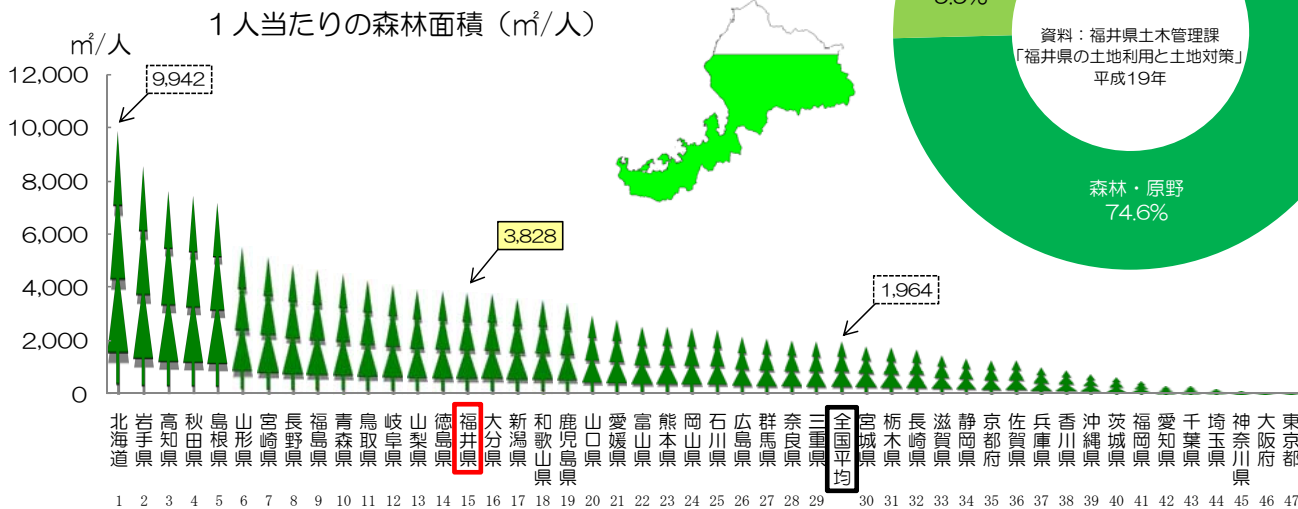 1人当たりの森林面積（㎡/人）
㎡/人
12,000
10,000
8,000
6,000
4,000
2,000
0
9,942
3,828
1,964
資料：福井県土木管理課
「福井県の土地利用と土地対策」
平成19年
森林・原野
74.6%
北海道
岩手県
高知県
秋田県
島根県
山形県
宮崎県
長野県
福島県
青森県
鳥取県
岐阜県
山梨県
徳島県
福井県
大分県
新潟県
和歌山県
鹿児島県
山口県
愛媛県
富山県
熊本県
岡山県
石川県
広島県
群馬県
奈良県
三重県
全国平均
宮城県
栃木県
長崎県
滋賀県
静岡県
京都府
佐賀県
兵庫県
香川県
沖縄県
茨城県
福岡県
愛知県
千葉県
埼玉県
神奈川県
大阪府
東京都
1 2 3 4 5 6 7 8 9 10 11 12 13 14 15 16 17 18 19 20 21 22 23 24 25 26 27 28 29 30 31 32 33 34 35 36 37 38 39 40 41 42 43 44 45 46 47